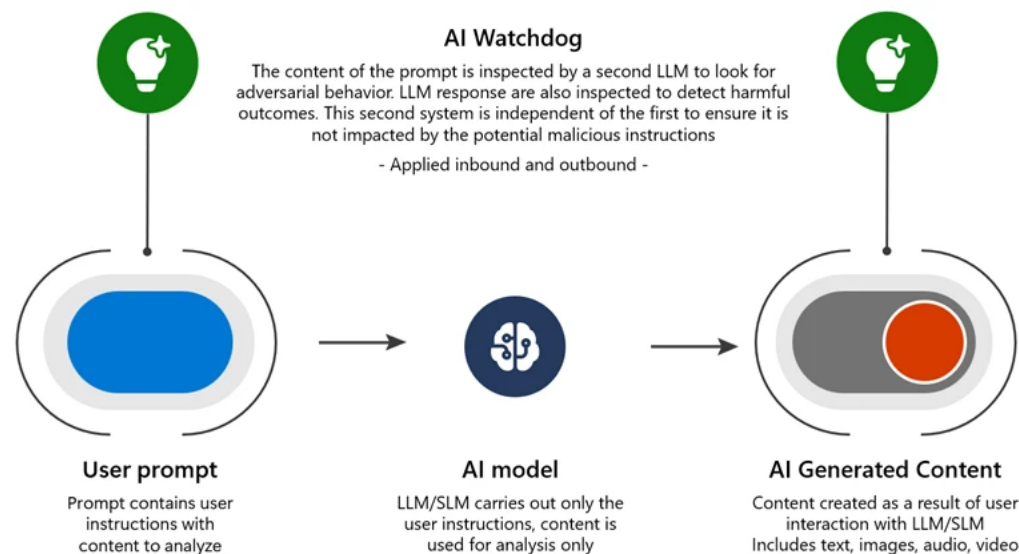 AI Watchdog
The content of the prompt is inspected by a second LLM to look for
adversarial behavior. LLM response are also inspected to detect harmful
outcomes. This second system is independent of the first to ensure it is
not impacted by the potential malicious instructions
- Applied inbound and outbound -
User prompt
Prompt contains user
instructions with
content to analyze
AI model
LLM/SLM carries out only the
user instructions, content is
used for analysis only
AI Generated Content
Content created as a result of user
interaction with LLM/SLM
Includes text, images, audio, video